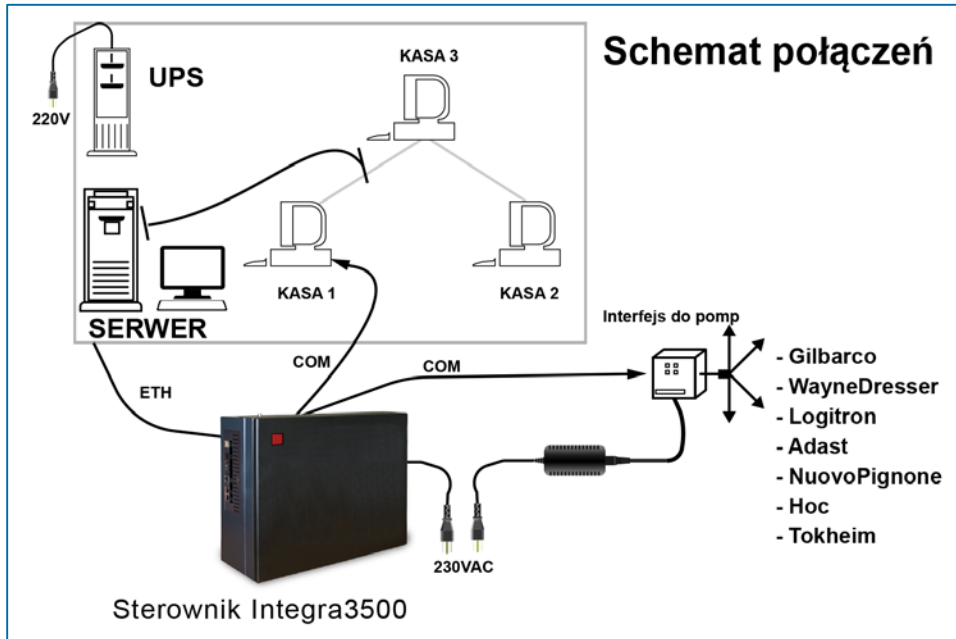 Schemat połączeń
UPS
220V
KASA 3
KASA 1
KASA 2
SERWER
ETH
COM
COM
Interfejs do pomp
- Gilbarco
- WayneDresser
- Logitron
- Adast
- NuovoPignone
- Hoc
- Tokheim
230VAC
Sterownik Integra3500